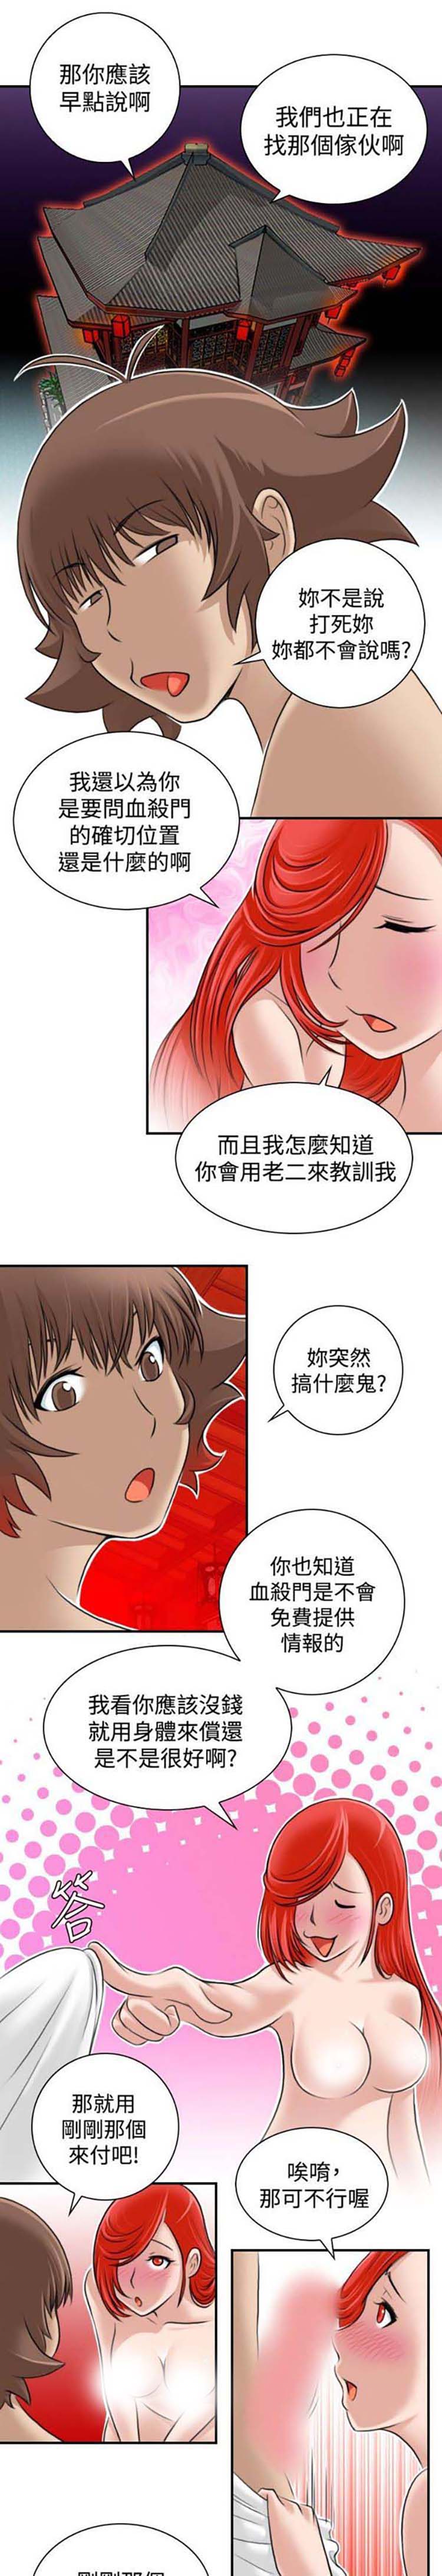 那你應該
早點說啊
我們也正在
找那個傢伙啊
妳不是說
打死妳
妳都不會說嗎?
我還以為你
是要問血殺門
的確切位置
還是什麼的啊
而且我怎麼知道
你會用老二來教訓我
妳突然
搞什麼鬼?
你也知道
血殺門是不會
免費提供
情報的
我看你應該沒錢
就用身體來償還
是不是很好啊?
答
那就用
剛剛那個
來付吧!
唉唷,
那可不行喔
剛剛那個